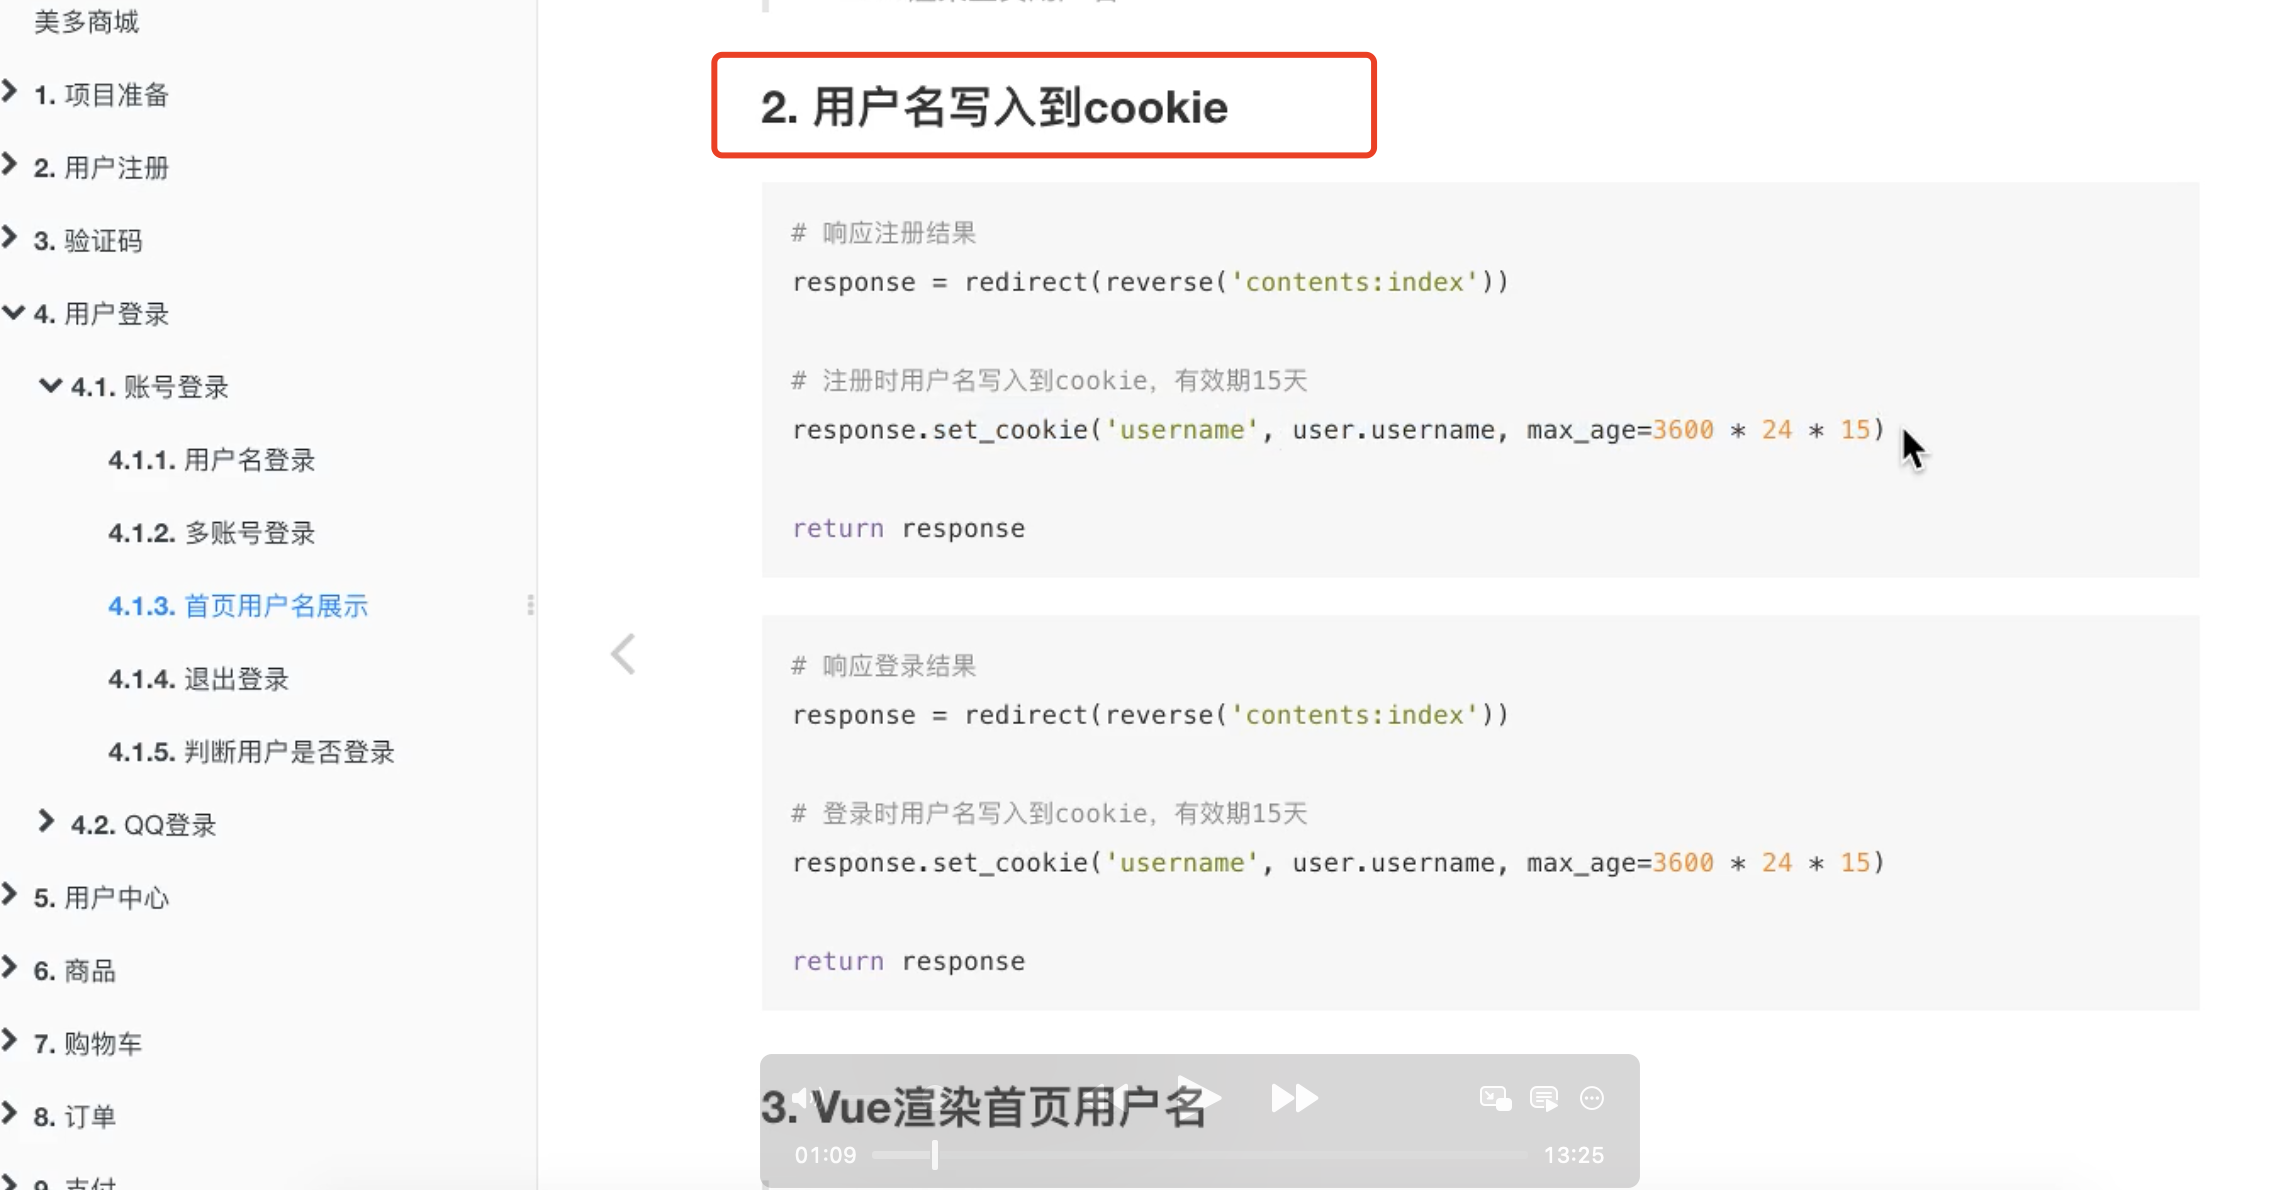 美多商城
1. 项目准备
2. 用户注册
3. 验证码
4. 用户登录
4.1. 账号登录
4.1.1. 用户名登录
4.1.2. 多账号登录
4.1.3. 首页用户名展示
4.1.4. 退出登录
4.1.5. 判断用户是否登录
4.2. QQ登录
5. 用户中心
6. 商品
7. 购物车
8. 订单
9. 支付
2. 用户名写入到cookie
# 响应注册结果
response = redirect(reverse('contents:index'))
# 注册时用户名写入到cookie，有效期15天
response.set_cookie('username', user.username, max_age=3600 * 24 * 15)
return response
# 响应登录结果
response = redirect(reverse('contents:index'))
# 登录时用户名写入到cookie，有效期15天
response.set_cookie('username', user.username, max_age=3600 * 24 * 15)
return response
3. Vue渲染首页用户名
01:09
13:25